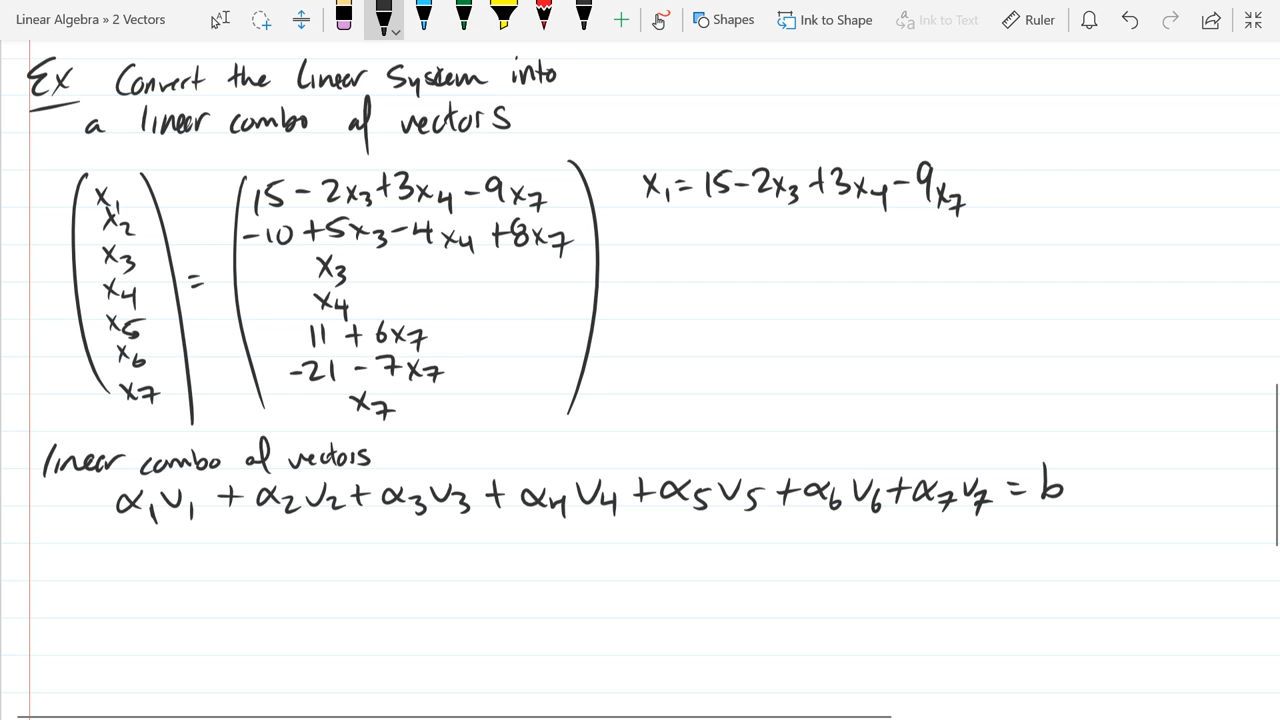 Linear Algebra » 2 Vectors
Shapes
Ink to Shape
Ink to Text
Ruler
Ex Convert the Linear System into
a linear combo of vectors
x₁ 15 - 2x₃ + 3x₄ - 9x₇ x₁ = 15 - 2x₃ + 3x₄ - 9x₇
x₂ -10 + 5x₃ - 4x₄ + 8x₇
x₃ = x₃
x₄ x₄
x₅ 11 + 6x₇
x₆ -21 - 7x₇
x₇ x₇
linear combo of vectors
α₁v₁ + α₂v₂ + α₃v₃ + α₄v₄ + α₅v₅ + α₆v₆ + α₇v₇ = b